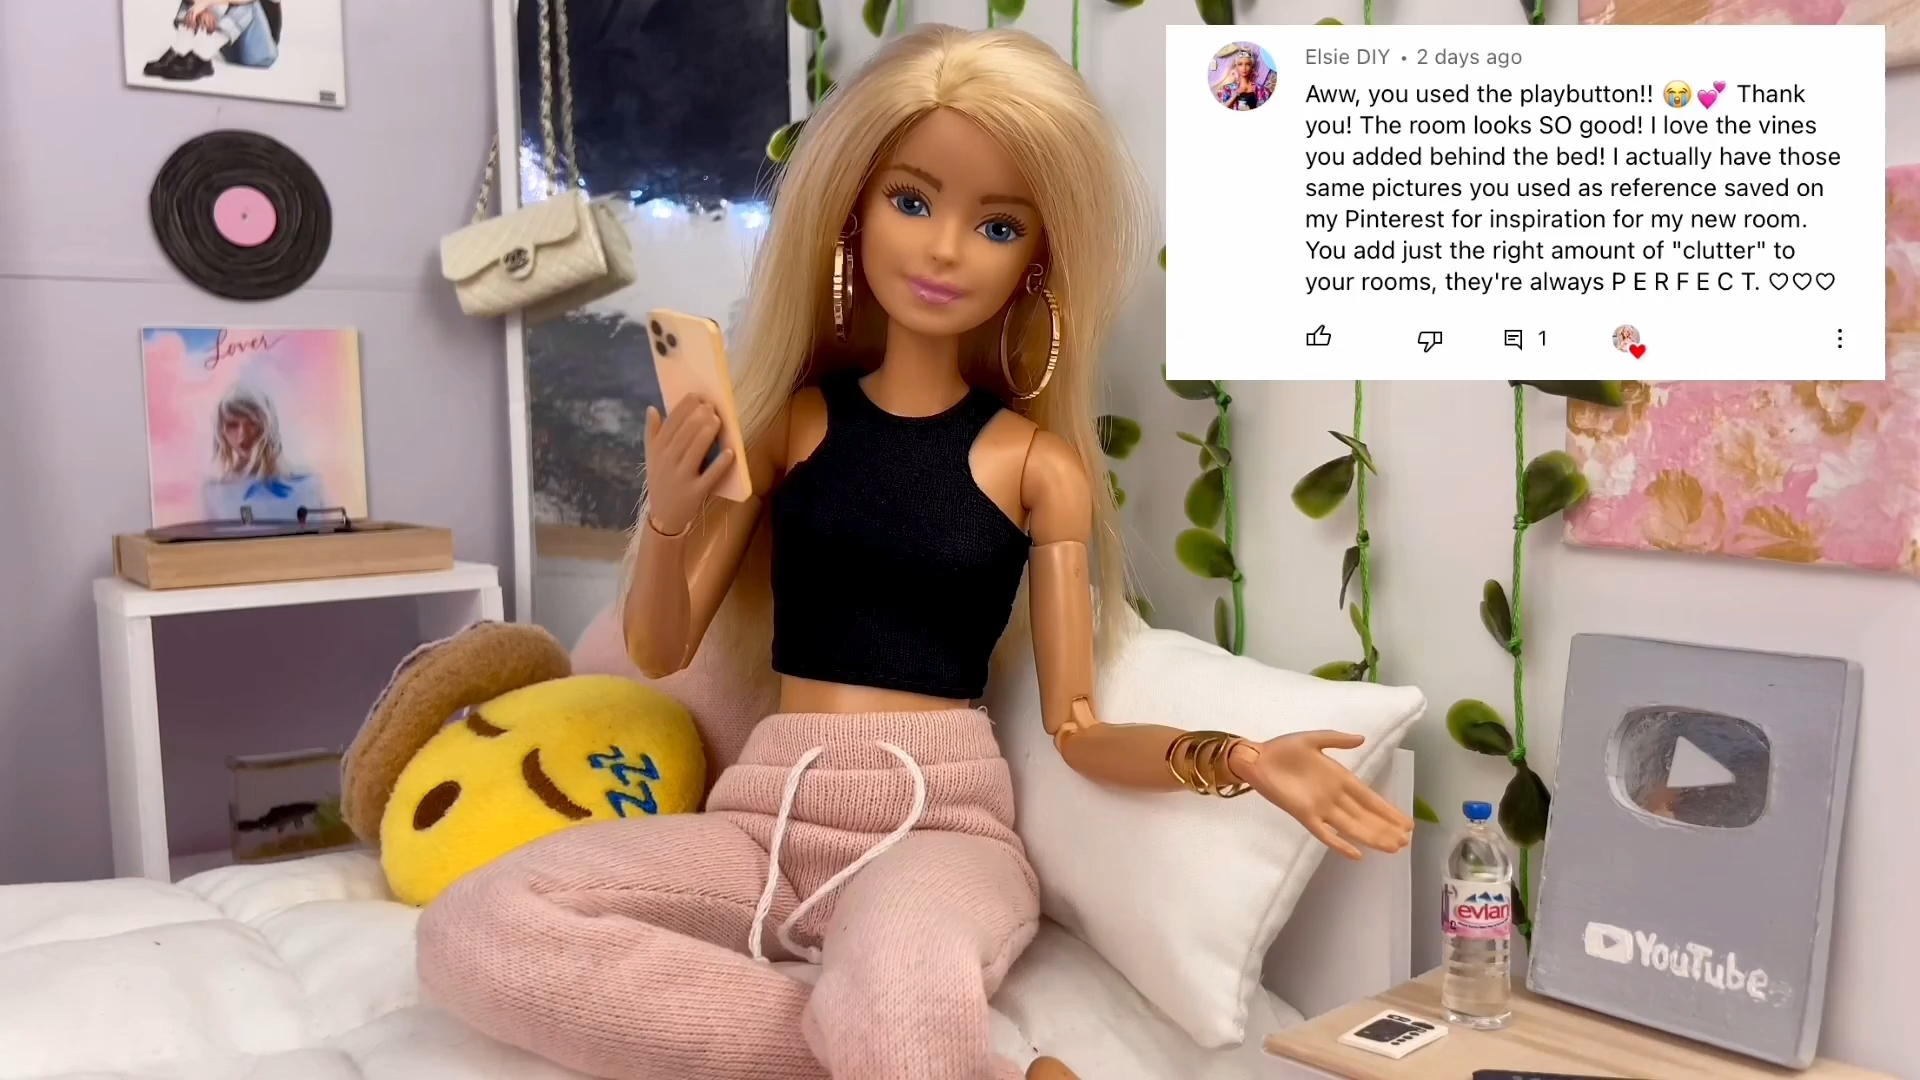 Elsie DIY • 2 days ago
Aww, you used the playbutton!! 😭💕 Thank
you! The room looks SO good! I love the vines
you added behind the bed! I actually have those
same pictures you used as reference saved on
my Pinterest for inspiration for my new room.
You add just the right amount of "clutter" to
your rooms, they're always P E R F E C T. ♡♡♡
1
Lover
zz
evian
YouTube